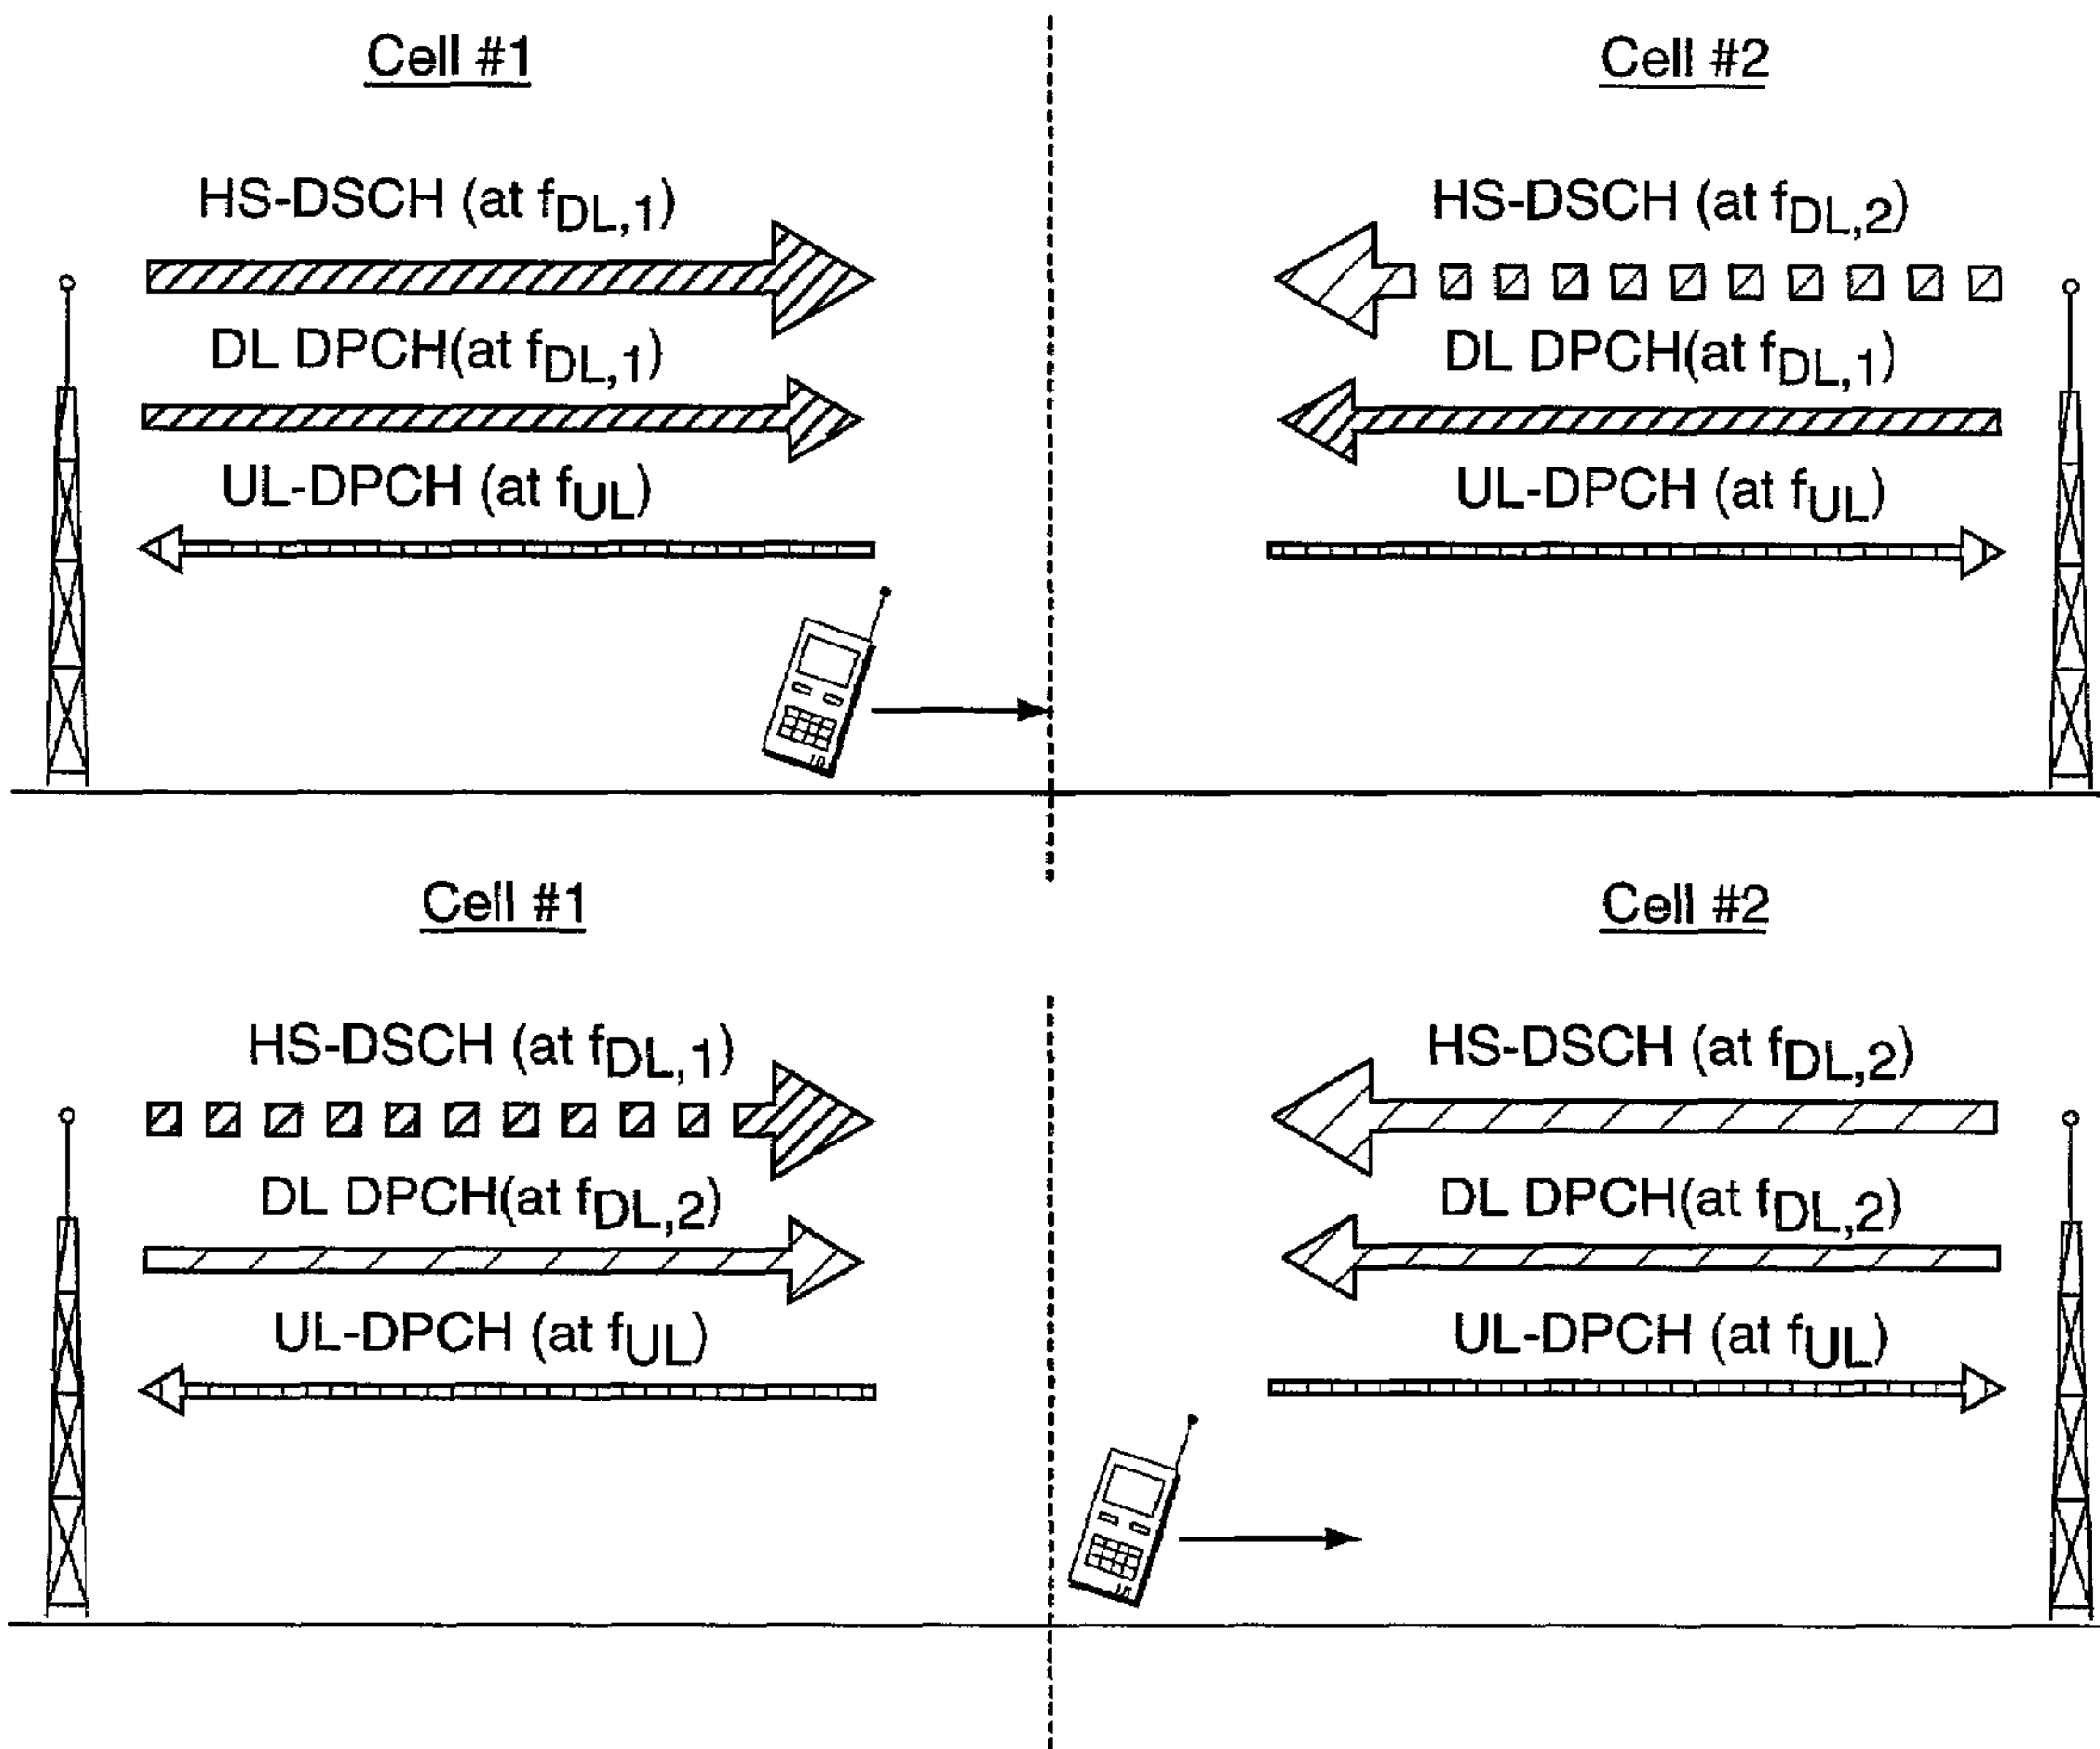 Cell #1
Cell #2
HS-DSCH (at fDL,1)
HS-DSCH (at fDL,2)
DL DPCH(at fDL,1)
DL DPCH(at fDL,1)
UL-DPCH (at fUL)
UL-DPCH (at fUL)
Cell #1
Cell #2
HS-DSCH (at fDL,1)
HS-DSCH (at fDL,2)
DL DPCH(at fDL,2)
DL DPCH(at fDL,2)
UL-DPCH (at fUL)
UL-DPCH (at fUL)